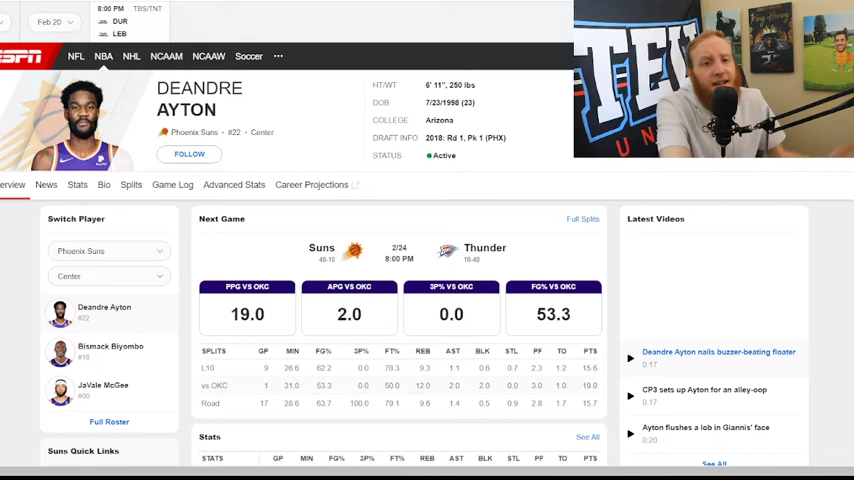 8:00 PM TBS/TNT
Feb 20
DUR
LEB
ESPN NFL NBA NHL NCAAM NCAAW Soccer
DEANDRE
AYTON
Phoenix Suns • #22 • Center
FOLLOW
HT/WT 6' 11", 250 lbs
DOB 7/23/1998 (23)
COLLEGE Arizona
DRAFT INFO 2018: Rd 1, Pk 1 (PHX)
STATUS Active
erview News Stats Bio Splits Game Log Advanced Stats Career Projections
Switch Player
Phoenix Suns
Center
Deandre Ayton
#22
Bismack Biyombo
#18
JaVale McGee
#00
Full Roster
Suns Quick Links
Next Game Full Splits
Suns 2/24 Thunder
48-10 8:00 PM 18-40
PPG VS OKC APG VS OKC 3P% VS OKC FG% VS OKC
19.0 2.0 0.0 53.3
SPLITS GP MIN FG% 3P% FT% REB AST BLK STL PF TO PTS
L10 9 26.6 62.2 0.0 78.3 9.3 1.1 0.6 0.7 2.3 1.2 15.6
vs OKC 1 31.0 53.3 0.0 50.0 12.0 2.0 2.0 0.0 3.0 1.0 19.0
Road 17 28.6 63.7 100.0 79.1 9.6 1.4 0.5 0.9 2.8 1.7 15.7
Stats See All
STATS GP MIN FG% 3P% FT% REB AST BLK STL PF TO PTS
Latest Videos
Deandre Ayton nails buzzer-beating floater
0:17
CP3 sets up Ayton for an alley-oop
0:17
Ayton flushes a lob in Giannis' face
0:20
See All